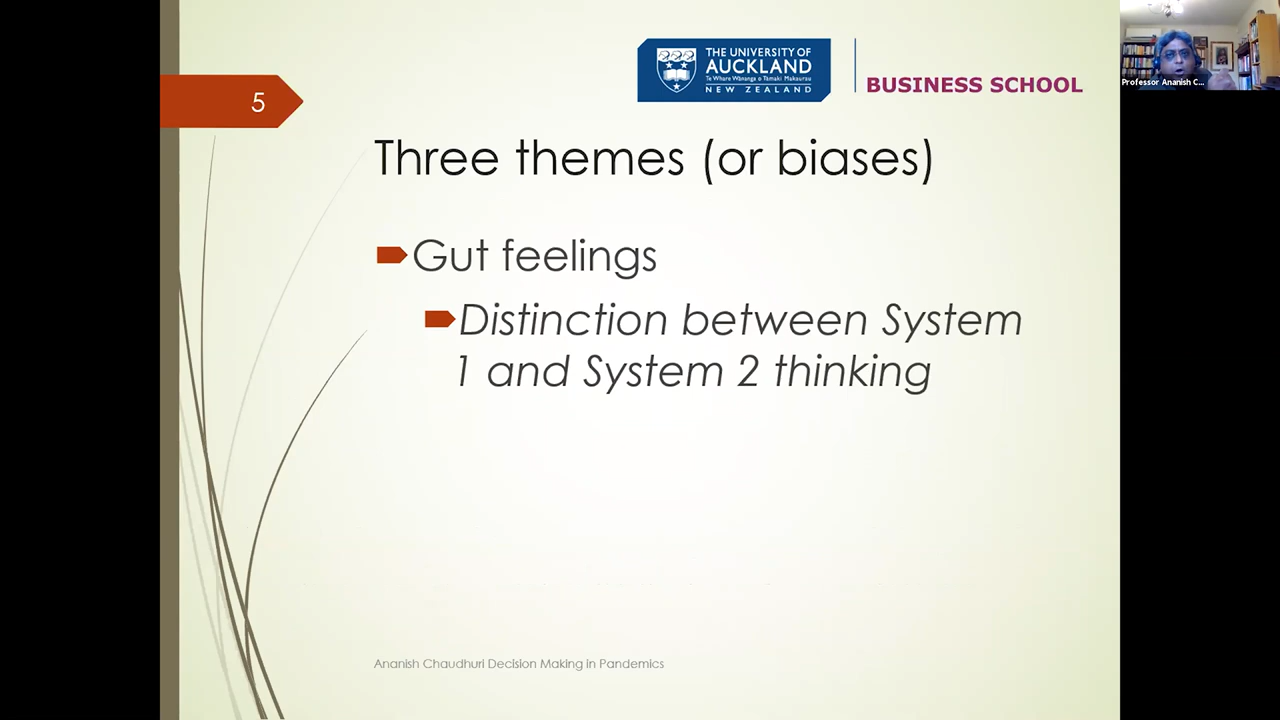 5
THE UNIVERSITY OF
AUCKLAND
Te Whare Wānanga o Tāmaki Makaurau
NEW ZEALAND
BUSINESS SCHOOL
Professor Ananish C...
Three themes (or biases)
Gut feelings
Distinction between System
1 and System 2 thinking
Ananish Chaudhuri Decision Making in Pandemics